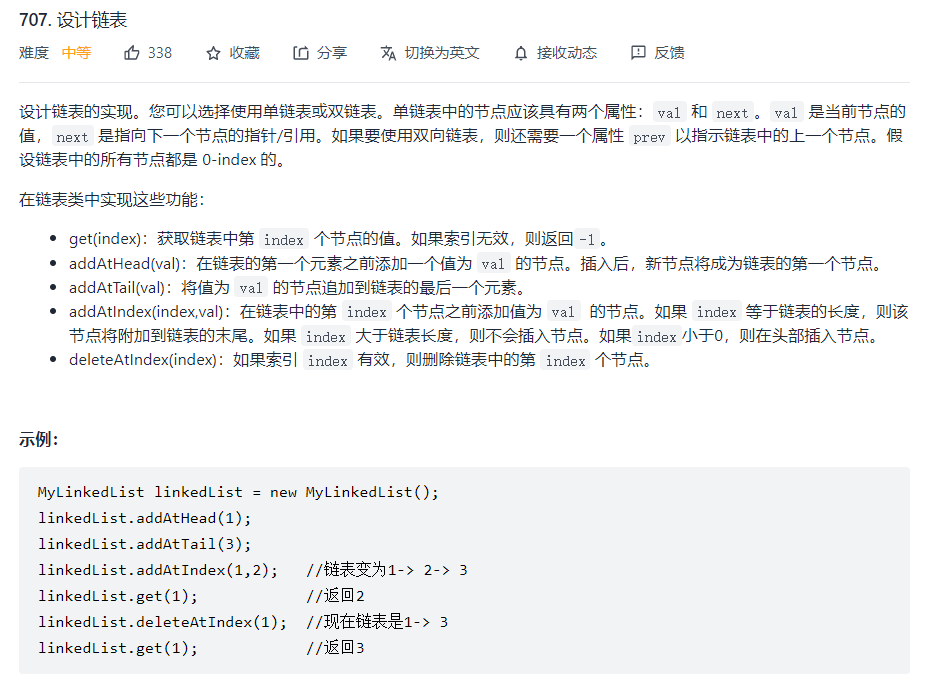 707. 设计链表
难度 中等 338 收藏 分享 切换为英文 接收动态 反馈
设计链表的实现。您可以选择使用单链表或双链表。单链表中的节点应该具有两个属性：val 和 next。val 是当前节点的
值，next 是指向下一个节点的指针/引用。如果要使用双向链表，则还需要一个属性 prev 以指示链表中的上一个节点。假
设链表中的所有节点都是 0-index 的。
在链表类中实现这些功能：
• get(index)：获取链表中第 index 个节点的值。如果索引无效，则返回-1。
• addAtHead(val)：在链表的第一个元素之前添加一个值为 val 的节点。插入后，新节点将成为链表的第一个节点。
• addAtTail(val)：将值为 val 的节点追加到链表的最后一个元素。
• addAtIndex(index,val)：在链表中的第 index 个节点之前添加值为 val 的节点。如果 index 等于链表的长度，则该
节点将附加到链表的末尾。如果 index 大于链表长度，则不会插入节点。如果index小于0，则在头部插入节点。
• deleteAtIndex(index)：如果索引 index 有效，则删除链表中的第 index 个节点。
示例：
MyLinkedList linkedList = new MyLinkedList();
linkedList.addAtHead(1);
linkedList.addAtTail(3);
linkedList.addAtIndex(1,2);   //链表变为1-> 2-> 3
linkedList.get(1);            //返回2
linkedList.deleteAtIndex(1);  //现在链表是1-> 3
linkedList.get(1);            //返回3